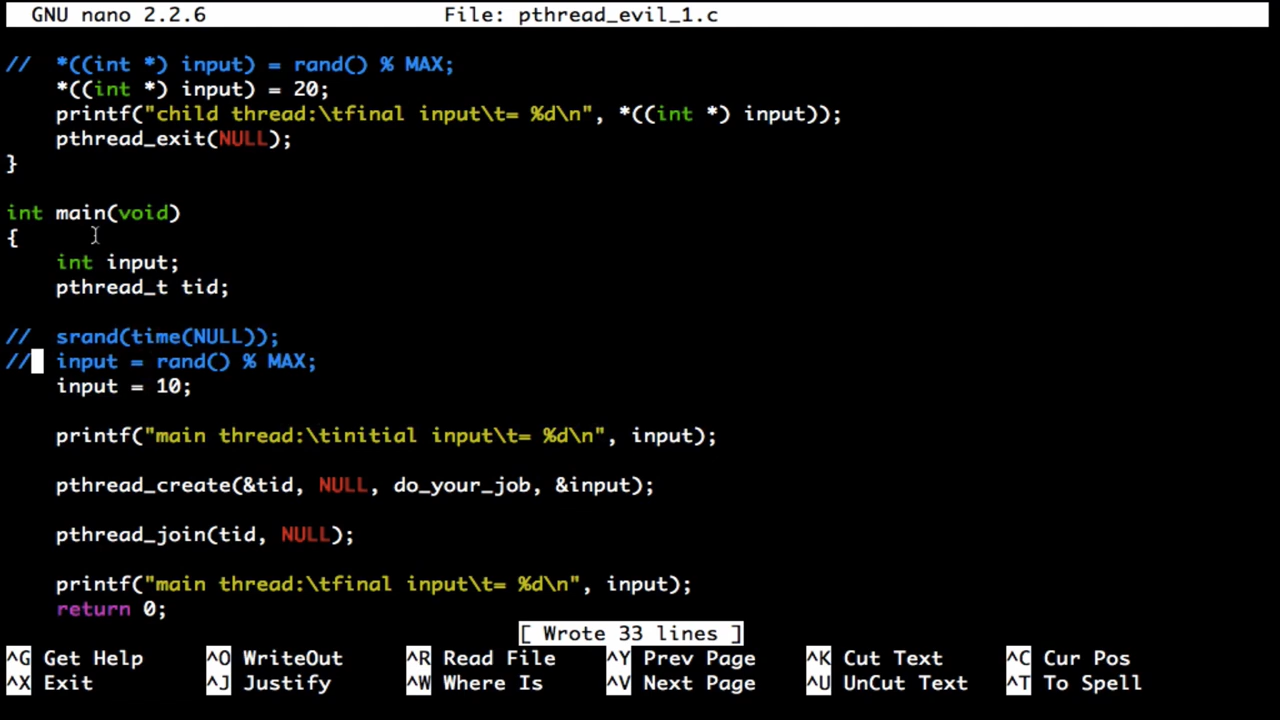 GNU nano 2.2.6 File: pthread_evil_1.c
// *((int *) input) = rand() % MAX;
*((int *) input) = 20;
printf("child thread:\tfinal input\t= %d\n", *((int *) input));
pthread_exit(NULL);
}
int main(void)
{
int input;
pthread_t tid;
// srand(time(NULL));
// input = rand() % MAX;
input = 10;
printf("main thread:\tinitial input\t= %d\n", input);
pthread_create(&tid, NULL, do_your_job, &input);
pthread_join(tid, NULL);
printf("main thread:\tfinal input\t= %d\n", input);
return 0;
[ Wrote 33 lines ]
^G Get Help ^O WriteOut ^R Read File ^Y Prev Page ^K Cut Text ^C Cur Pos
^X Exit ^J Justify ^W Where Is ^V Next Page ^U UnCut Text ^T To Spell